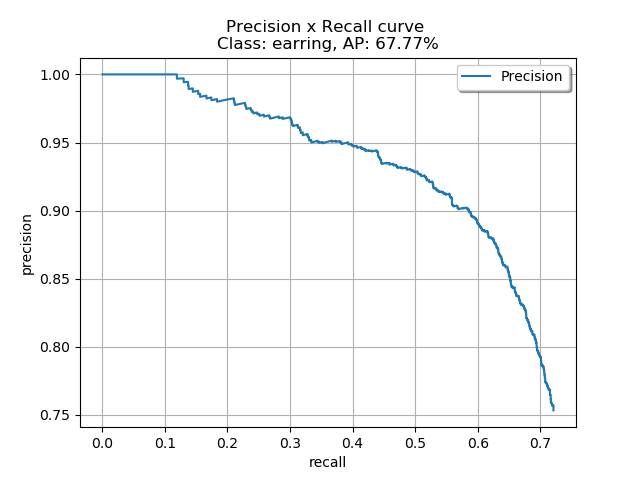 Precision x Recall curve
Class: earring, AP: 67.77%
Precision
1.00
0.95
0.90
0.85
0.80
0.75
precision
0.0 0.1 0.2 0.3 0.4 0.5 0.6 0.7
recall